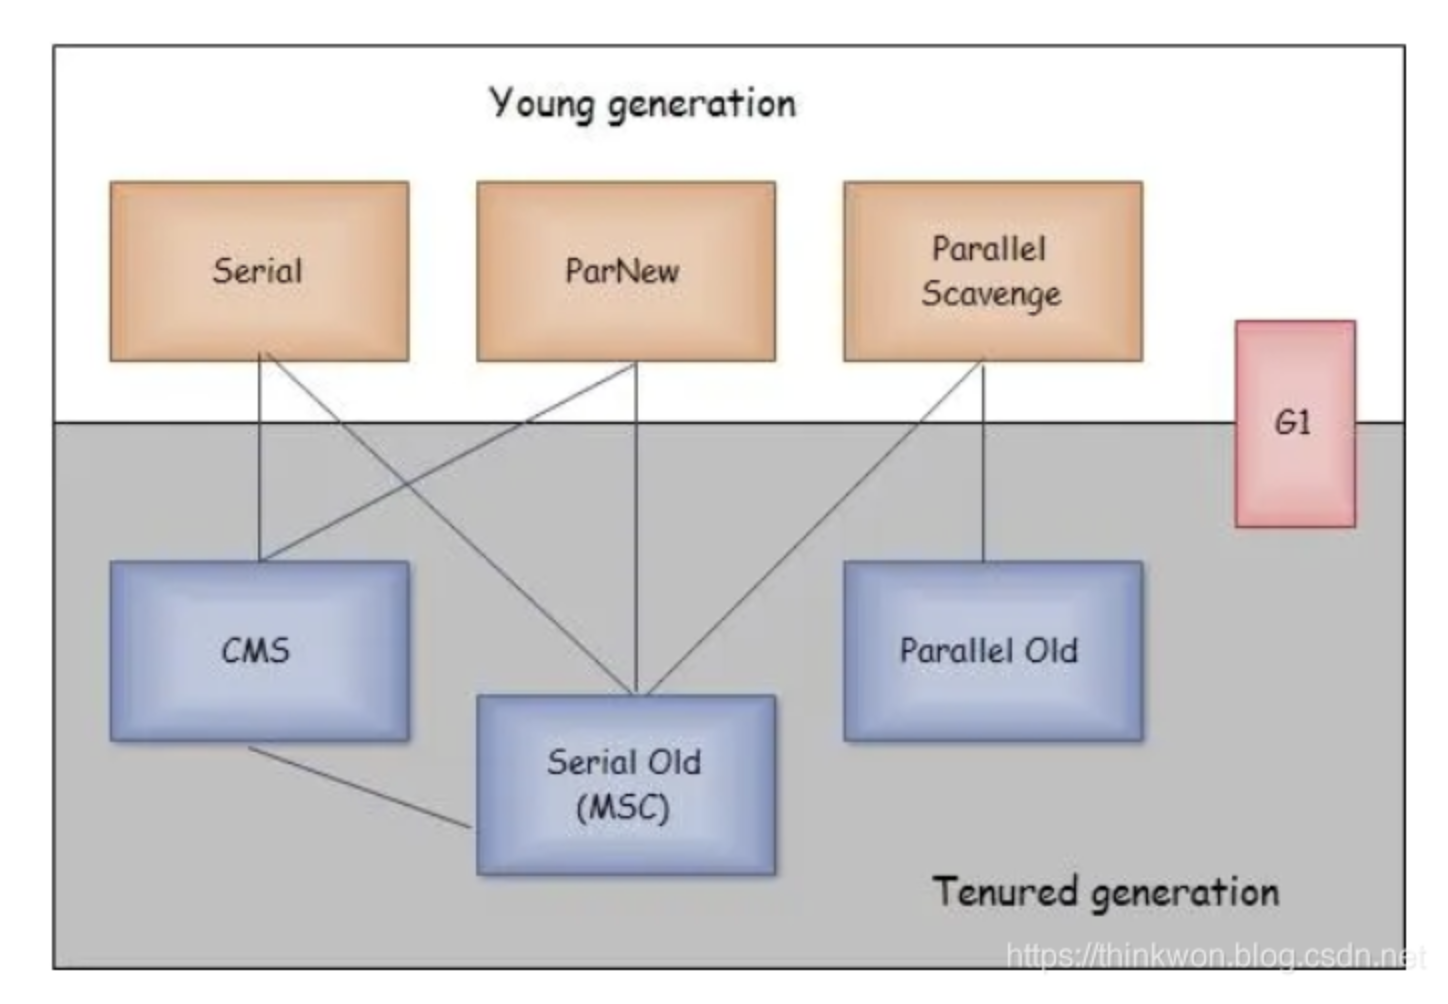 Young generation
Serial
ParNew
Parallel
Scavenge
G1
CMS
Parallel Old
Serial Old
(MSC)
Tenured generation
https://thinkwon.blog.csdn.net